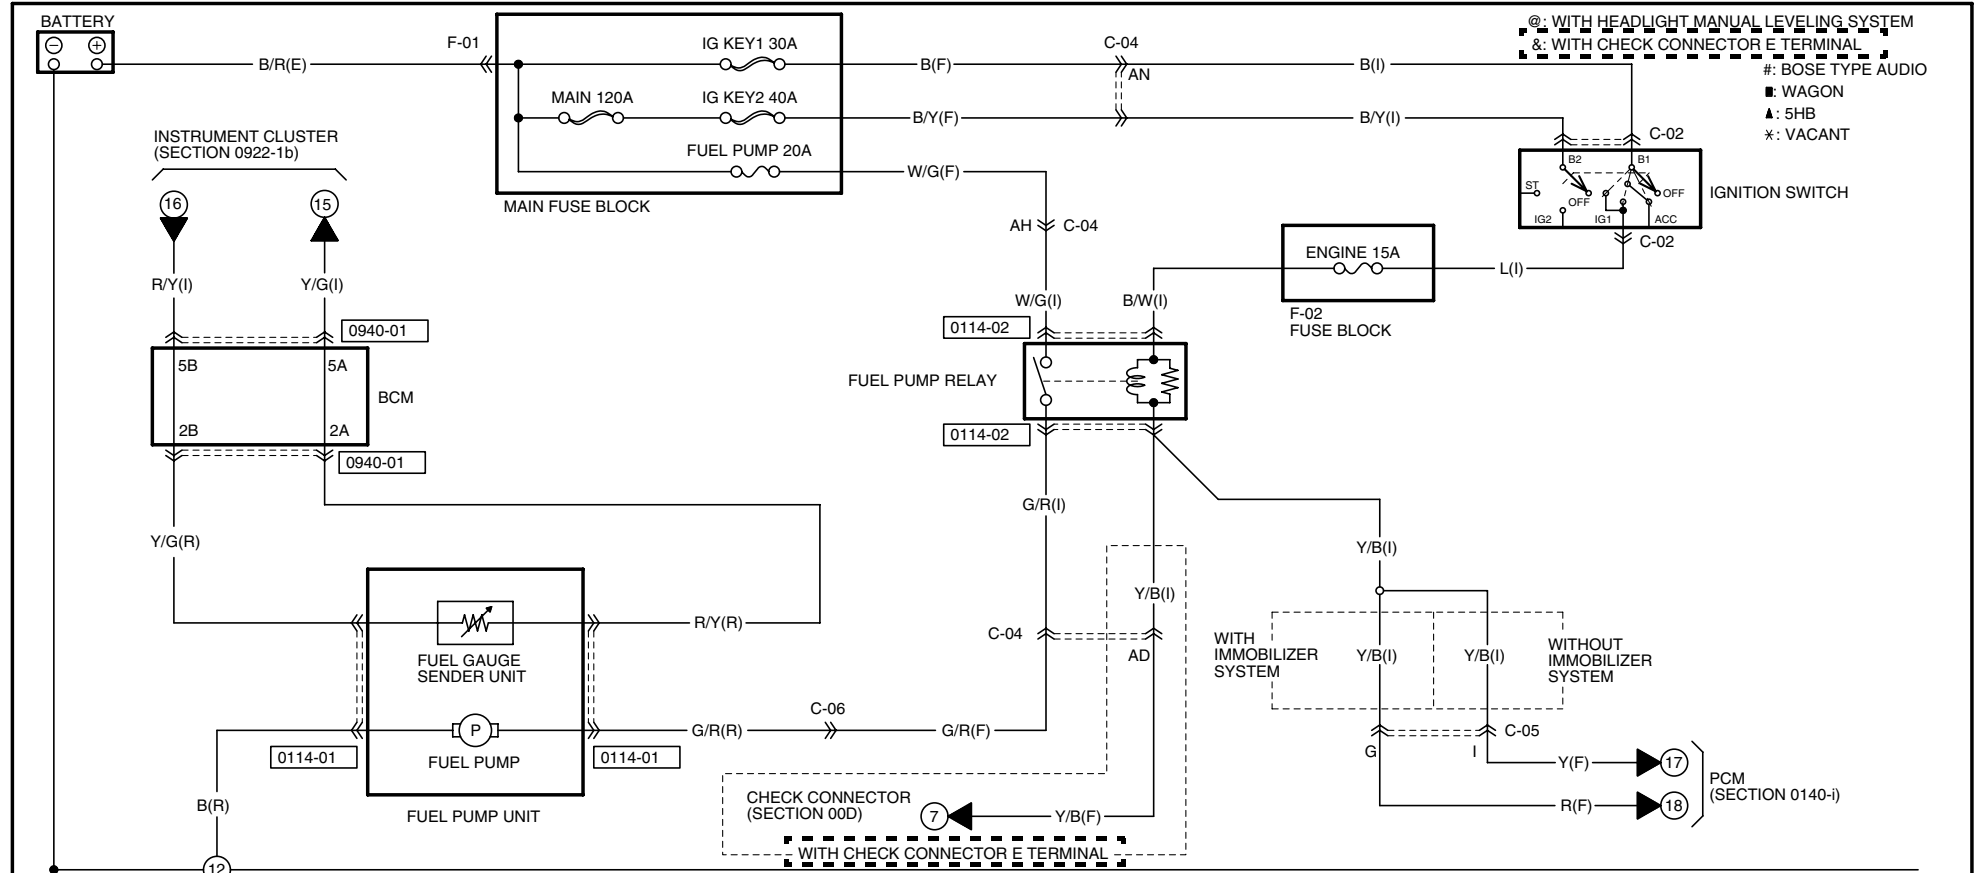 BATTERY
− +
B/R(E)
F-01
IG KEY1 30A
MAIN 120A
IG KEY2 40A
FUEL PUMP 20A
MAIN FUSE BLOCK
B(F)
C-04
AN
B(I)
B/Y(F)
B/Y(I)
W/G(F)
@: WITH HEADLIGHT MANUAL LEVELING SYSTEM
&: WITH CHECK CONNECTOR E TERMINAL
#: BOSE TYPE AUDIO
■: WAGON
▲: 5HB
*: VACANT
C-02
B2
B1
ST
OFF
OFF
IG2
IG1
ACC
IGNITION SWITCH
C-02
INSTRUMENT CLUSTER
(SECTION 0922-1b)
16
15
R/Y(I)
Y/G(I)
0940-01
5B
5A
BCM
2B
2A
0940-01
AH
C-04
ENGINE 15A
L(I)
F-02
FUSE BLOCK
W/G(I)
B/W(I)
0114-02
FUEL PUMP RELAY
0114-02
G/R(I)
Y/G(R)
Y/B(I)
Y/B(I)
C-04
AD
R/Y(R)
FUEL GAUGE
SENDER UNIT
WITH
IMMOBILIZER
SYSTEM
Y/B(I)
Y/B(I)
WITHOUT
IMMOBILIZER
SYSTEM
P
FUEL PUMP
0114-01
0114-01
G/R(R)
C-06
G/R(F)
FUEL PUMP UNIT
B(R)
C-05
G
I
Y(F)
17
R(F)
18
PCM
(SECTION 0140-i)
CHECK CONNECTOR
(SECTION 00D)
7
Y/B(F)
WITH CHECK CONNECTOR E TERMINAL
12